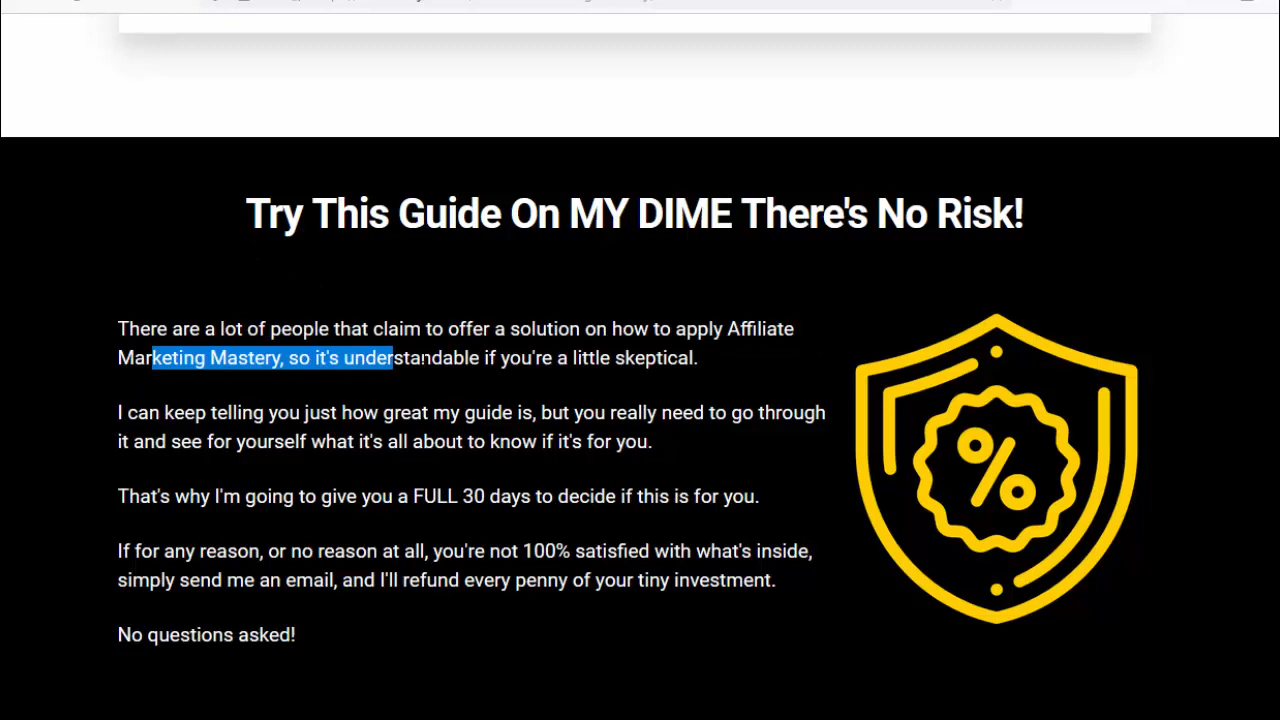 Try This Guide On MY DIME There's No Risk!
There are a lot of people that claim to offer a solution on how to apply Affiliate
Marketing Mastery, so it's understandable if you're a little skeptical.
I can keep telling you just how great my guide is, but you really need to go through
it and see for yourself what it's all about to know if it's for you.
That's why I'm going to give you a FULL 30 days to decide if this is for you.
If for any reason, or no reason at all, you're not 100% satisfied with what's inside,
simply send me an email, and I'll refund every penny of your tiny investment.
No questions asked!
%